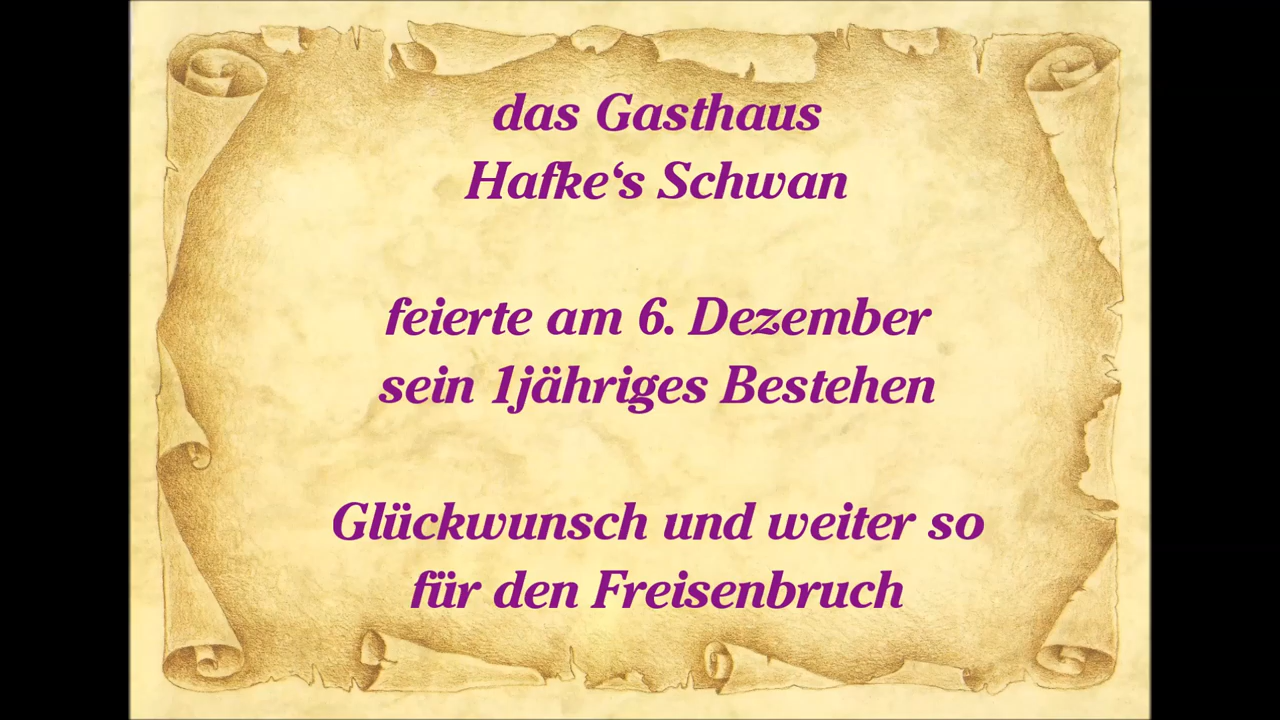 das Gasthaus
Hafke‘s Schwan
feierte am 6. Dezember
sein 1jähriges Bestehen
Glückwunsch und weiter so
für den Freisenbruch